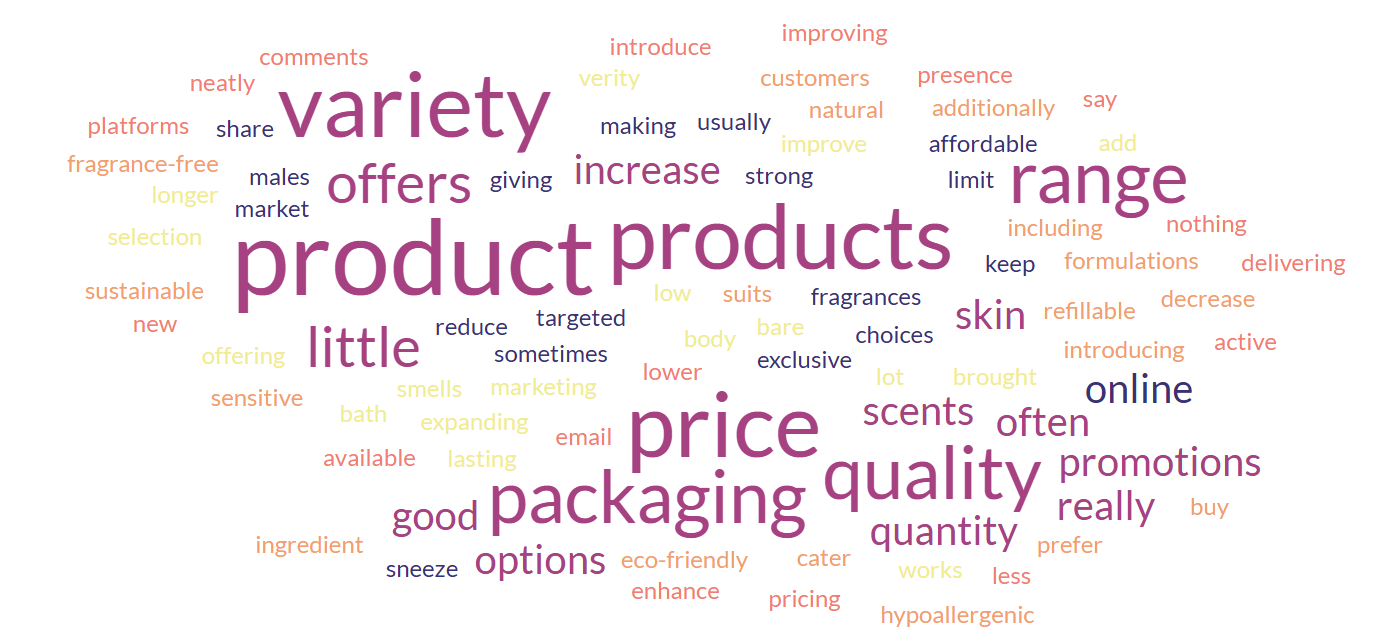 improving
introduce
comments
neatly
variety
verity
customers
presence
platforms
share
making
usually
natural
additionally
say
fragrance-free
males
offers
giving
increase
strong
improve
affordable
add
longer
market
limit
range
selection
product
products
including
nothing
keep
formulations
delivering
sustainable
new
low
suits
fragrances
skin
refillable
decrease
offering
little
reduce
targeted
sometimes
body
bare
choices
exclusive
introducing
active
sensitive
smells
marketing
lower
lot
brought
online
bath
expanding
email
price
scents
often
available
lasting
packaging
quality
promotions
good
quantity
really
buy
ingredient
sneeze
options
eco-friendly
cater
works
prefer
less
enhance
pricing
hypoallergenic